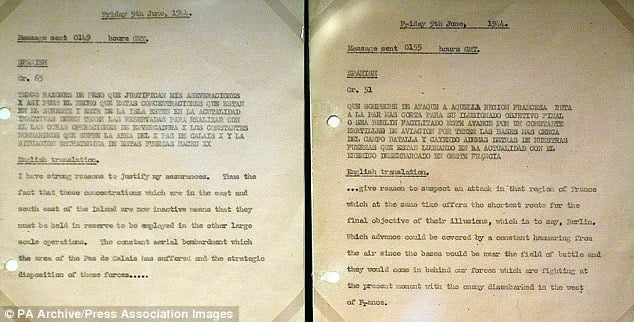 Friday 9th June, 1944.
Message sent 0149 hours GMT.
SPANISH
Gr. 65
TENGO RAZONES DE PESO QUE JUSTIFICAN MIS ASEVERACIONES
X ASI PUES EL HECHO QUE ESTAS CONCENTRACIONES QUE ESTAN
EN EL SURESTE Y ESTE DE LA ISLA ESTEN EN LA ACUTALIDAD
INACTIVAS DEBEN TENER LAS RESERVADAS PARA REALIZAR CON
EL LAS OTRAS OPERACIONES DE ENVERGADURA X LOS CONSTANTES
BOMBARDEOS QUE SUFRE LA AREA DEL X PAS DE CALAIS X Y LA
SITUACION ESTRATEGICA DE ESTAS FUERZAS HACEN XX
English translation.
I have strong reasons to justify my assurances. Thus the
fact that these concentrations which are in the east and
south east of the Island are now inactive means that they
must be held in reserve to be employed in the other large
scale operations. The constant aerial bombardment which
the area of the Pas de Calais has suffered and the strategic
disposition of these forces.....
Friday 9th June, 1944.
Message sent 0159 hours GMT.
SPANISH
Gr. 51
QUE SOSPECHE DE ATAQUE A AQUELLA REGION FRANCESA RUTA
A LA PAR MAS CORTA PARA SU ILUSIONADO OBJETIVO FINAL
O SEA BERLIN FACILITADO ESTE AVANCE POR UN CONSTANTE
MARTILLEO DE AVIACION POR TENER LAS BASES MAS CERCA
DEL CAMPO BATALLA Y CAYENDO ADEMAS DETRAS DE NUESTRAS
FUERZAS QUE ESTAN LUCHANDO EN LA ACTUALIDAD CON EL
ENEMIGO DESEMBARCADO EN OESTE FRANCIA
English translation.
...give reason to suspect an attack in that region of France
which at the same time offers the shortest route for the
final objective of their illusions, which is to say, Berlin.
Which advance could be covered by a constant hammering from
the air since the bases would be near the field of battle and
they would come in behind our forces which are fighting at
the present moment with the enemy disembarked in the west
of France.
© PA Archive/Press Association Images